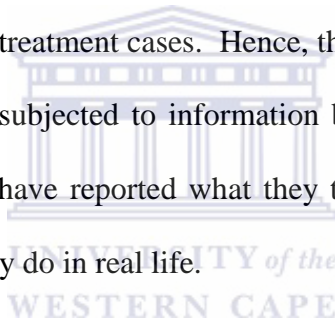 treatment cases. Hence, th
subjected to information b
have reported what they t
UNIVERSITY of the
y do in real life.
WESTERN CAPE